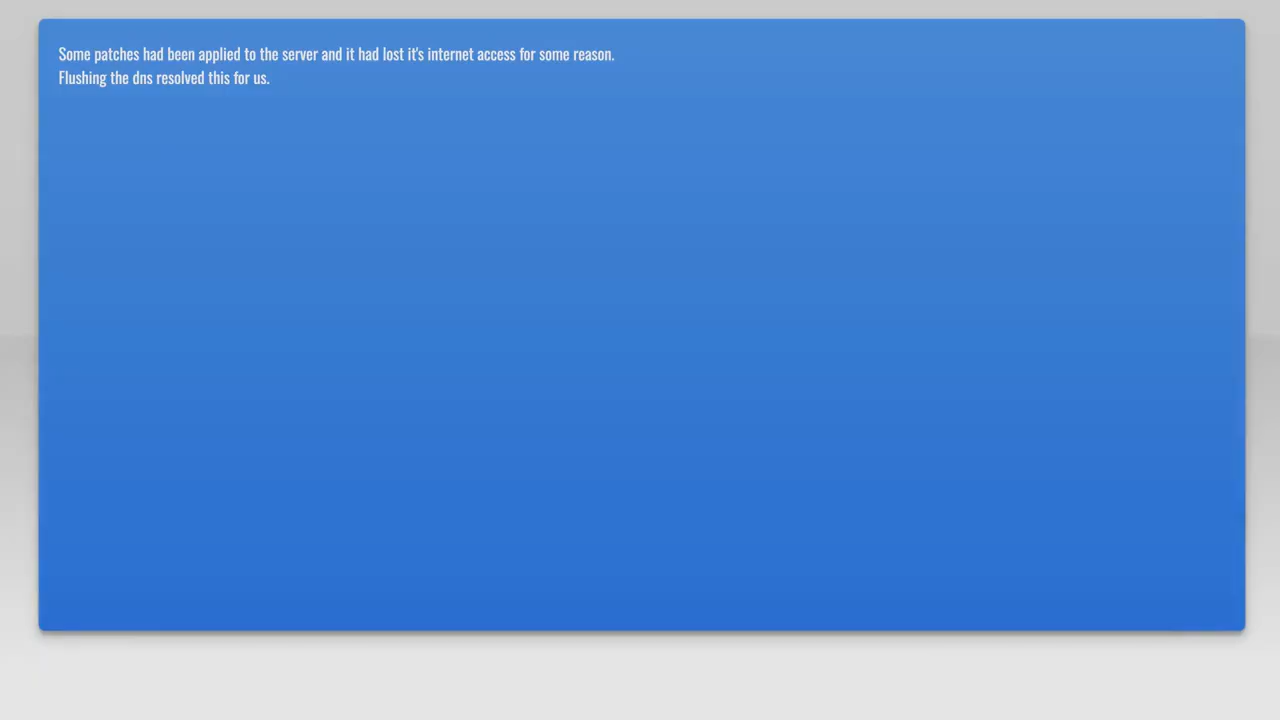 Some patches had been applied to the server and it had lost it's internet access for some reason.
Flushing the dns resolved this for us.